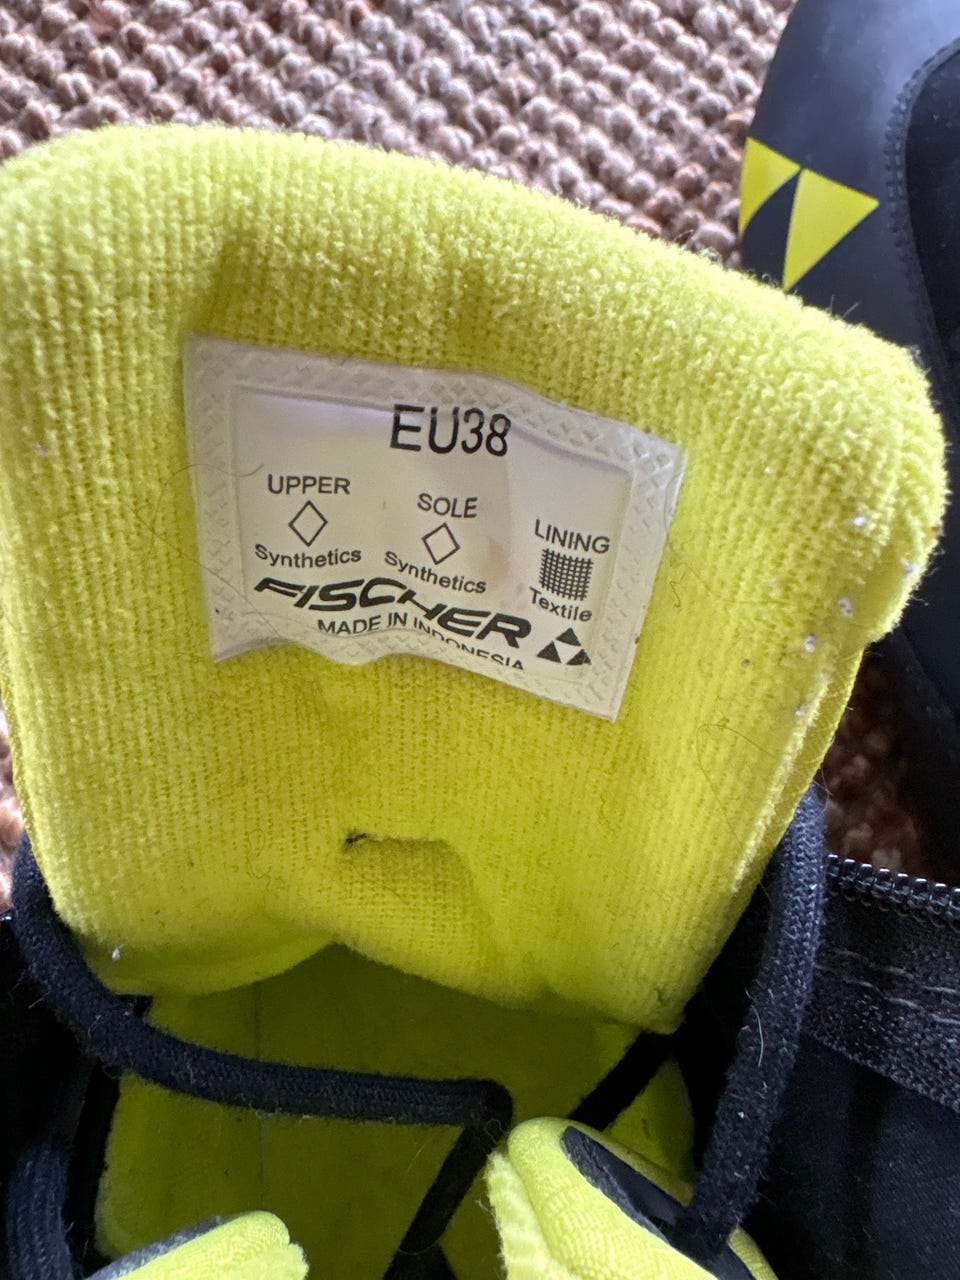 EU38
UPPER SOLE LINING
Synthetics Synthetics Textile
FISCHER
MADE IN INDONESIA